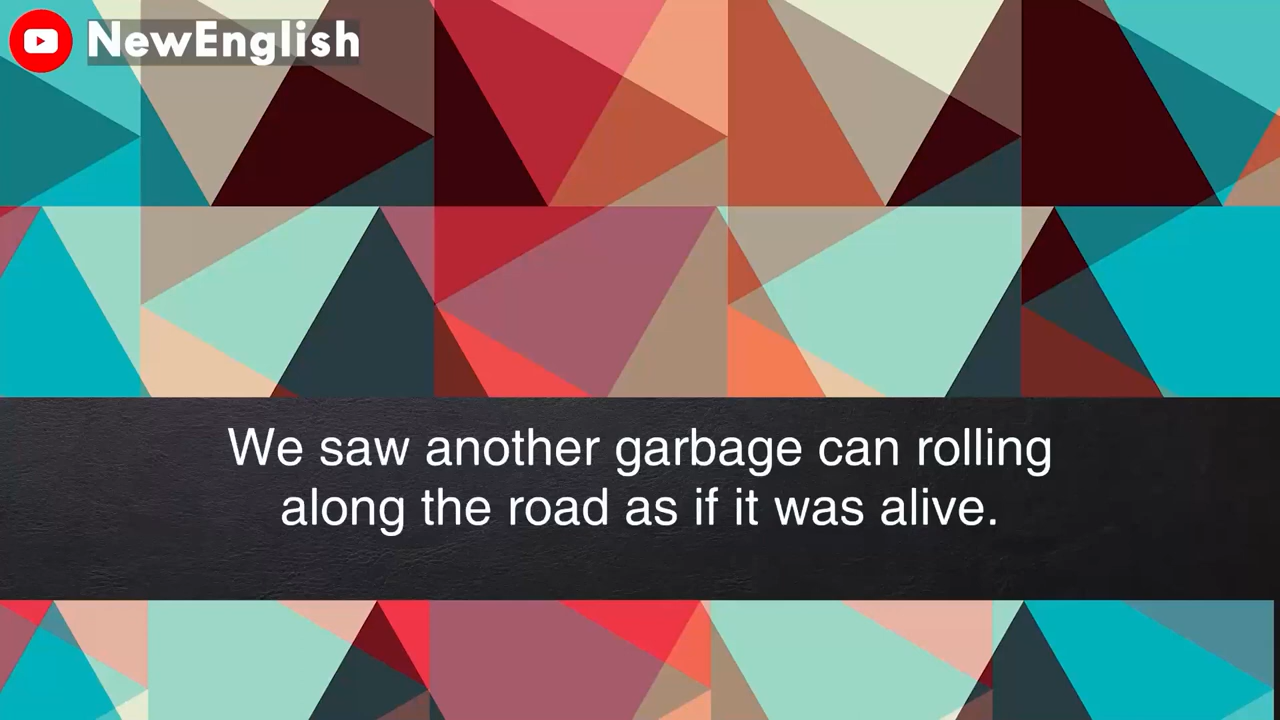 NewEnglish
We saw another garbage can rolling
along the road as if it was alive.